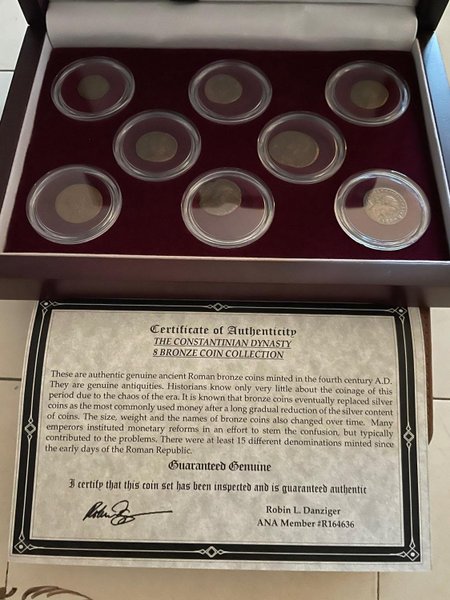 Certificate of Authenticity
THE CONSTANTINIAN DYNASTY
8 BRONZE COIN COLLECTION
These are authentic genuine ancient Roman bronze coins minted in the fourth century A.D.
They are genuine antiquities. Historians know only very little about the coinage of this
period due to the chaos of the era. It is known that bronze coins eventually replaced silver
coins as the most commonly used money after a long gradual reduction of the silver content
of coins. The size, weight and the names of bronze coins also changed over time. Many
emperors instituted monetary reforms in an effort to stem the confusion, but typically
contributed to the problems. There were at least 15 different denominations minted since
the early days of the Roman Republic.
Guaranteed Genuine
I certify that this coin set has been inspected and is guaranteed authentic
Robin L. Danziger
ANA Member #R164636